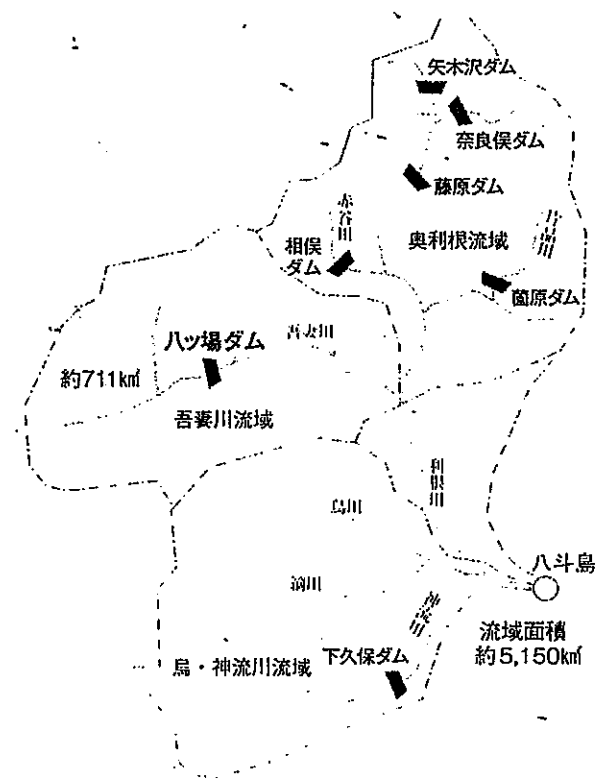 矢木沢ダム
奈良俣ダム
藤原ダム
赤谷川
相俣
ダム
奥利根流域
薗原ダム
八ッ場ダム
吾妻川
約711k㎡
吾妻川流域
利根川
烏川
八斗島
鏑川
流域面積
約5,150k㎡
下久保ダム
烏・神流川流域